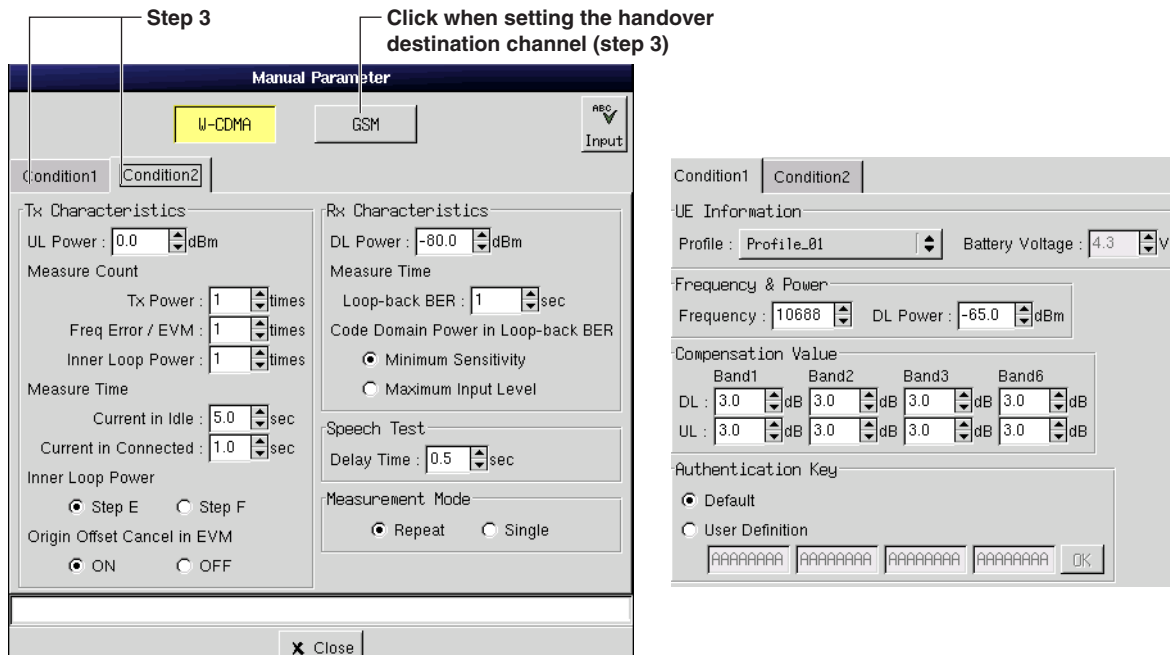 Step 3
Click when setting the handover
destination channel (step 3)
Manual Parameter
W-CDMA
GSM
ABC
Input
Condition1
Condition2
Tx Characteristics
UL Power : 0.0 dBm
Measure Count
Tx Power : 1 times
Freq Error / EVM : 1 times
Inner Loop Power : 1 times
Measure Time
Current in Idle : 5.0 sec
Current in Connected : 1.0 sec
Inner Loop Power
Step E Step F
Origin Offset Cancel in EVM
ON OFF
Rx Characteristics
DL Power : -80.0 dBm
Measure Time
Loop-back BER : 1 sec
Code Domain Power in Loop-back BER
Minimum Sensitivity
Maximum Input Level
Speech Test
Delay Time : 0.5 sec
Measurement Mode
Repeat Single
Close
Condition1 Condition2
UE Information
Profile : Profile_01 Battery Voltage : 4.3 V
Frequency & Power
Frequency : 10688 DL Power : -65.0 dBm
Compensation Value
Band1 Band2 Band3 Band6
DL : 3.0 dB 3.0 dB 3.0 dB 3.0 dB
UL : 3.0 dB 3.0 dB 3.0 dB 3.0 dB
Authentication Key
Default
User Definition
AAAAAAAA AAAAAAAA AAAAAAAA AAAAAAAA OK